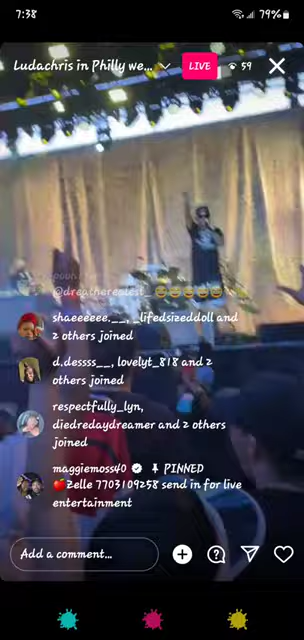 7:38
79%
Ludachris in Philly we...
LIVE
59
@dreathegreatest_
shaeeeeee.__, _lifedsizeddoll and
2 others joined
d.dessss__, lovelyt_818 and 2
others joined
respectfully_lyn,
diedredaydreamer and 2 others
joined
maggiemoss40 PINNED
❤️Zelle 7703109258 send in for live
entertainment
Add a comment...